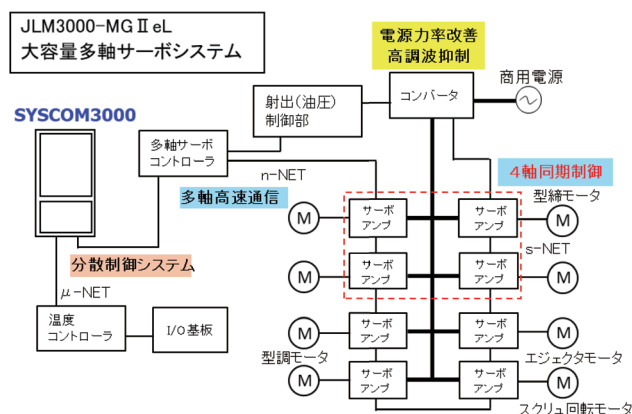 JLM3000-MGⅡeL
大容量多軸サーボシステム
電源力率改善
高調波抑制
商用電源
コンバータ
射出(油圧)
制御部
SYSCOM3000
多軸サーボ
コントローラ
n-NET
多軸高速通信
4軸同期制御
型締モータ
サーボ
アンプ
サーボ
アンプ
M
M
s-NET
分散制御システム
サーボ
アンプ
サーボ
アンプ
M
M
μ-NET
温度
コントローラ
I/O基板
サーボ
アンプ
サーボ
アンプ
M
M
型調モータ
エジェクタモータ
サーボ
アンプ
サーボ
アンプ
M
M
スクリュ回転モータ